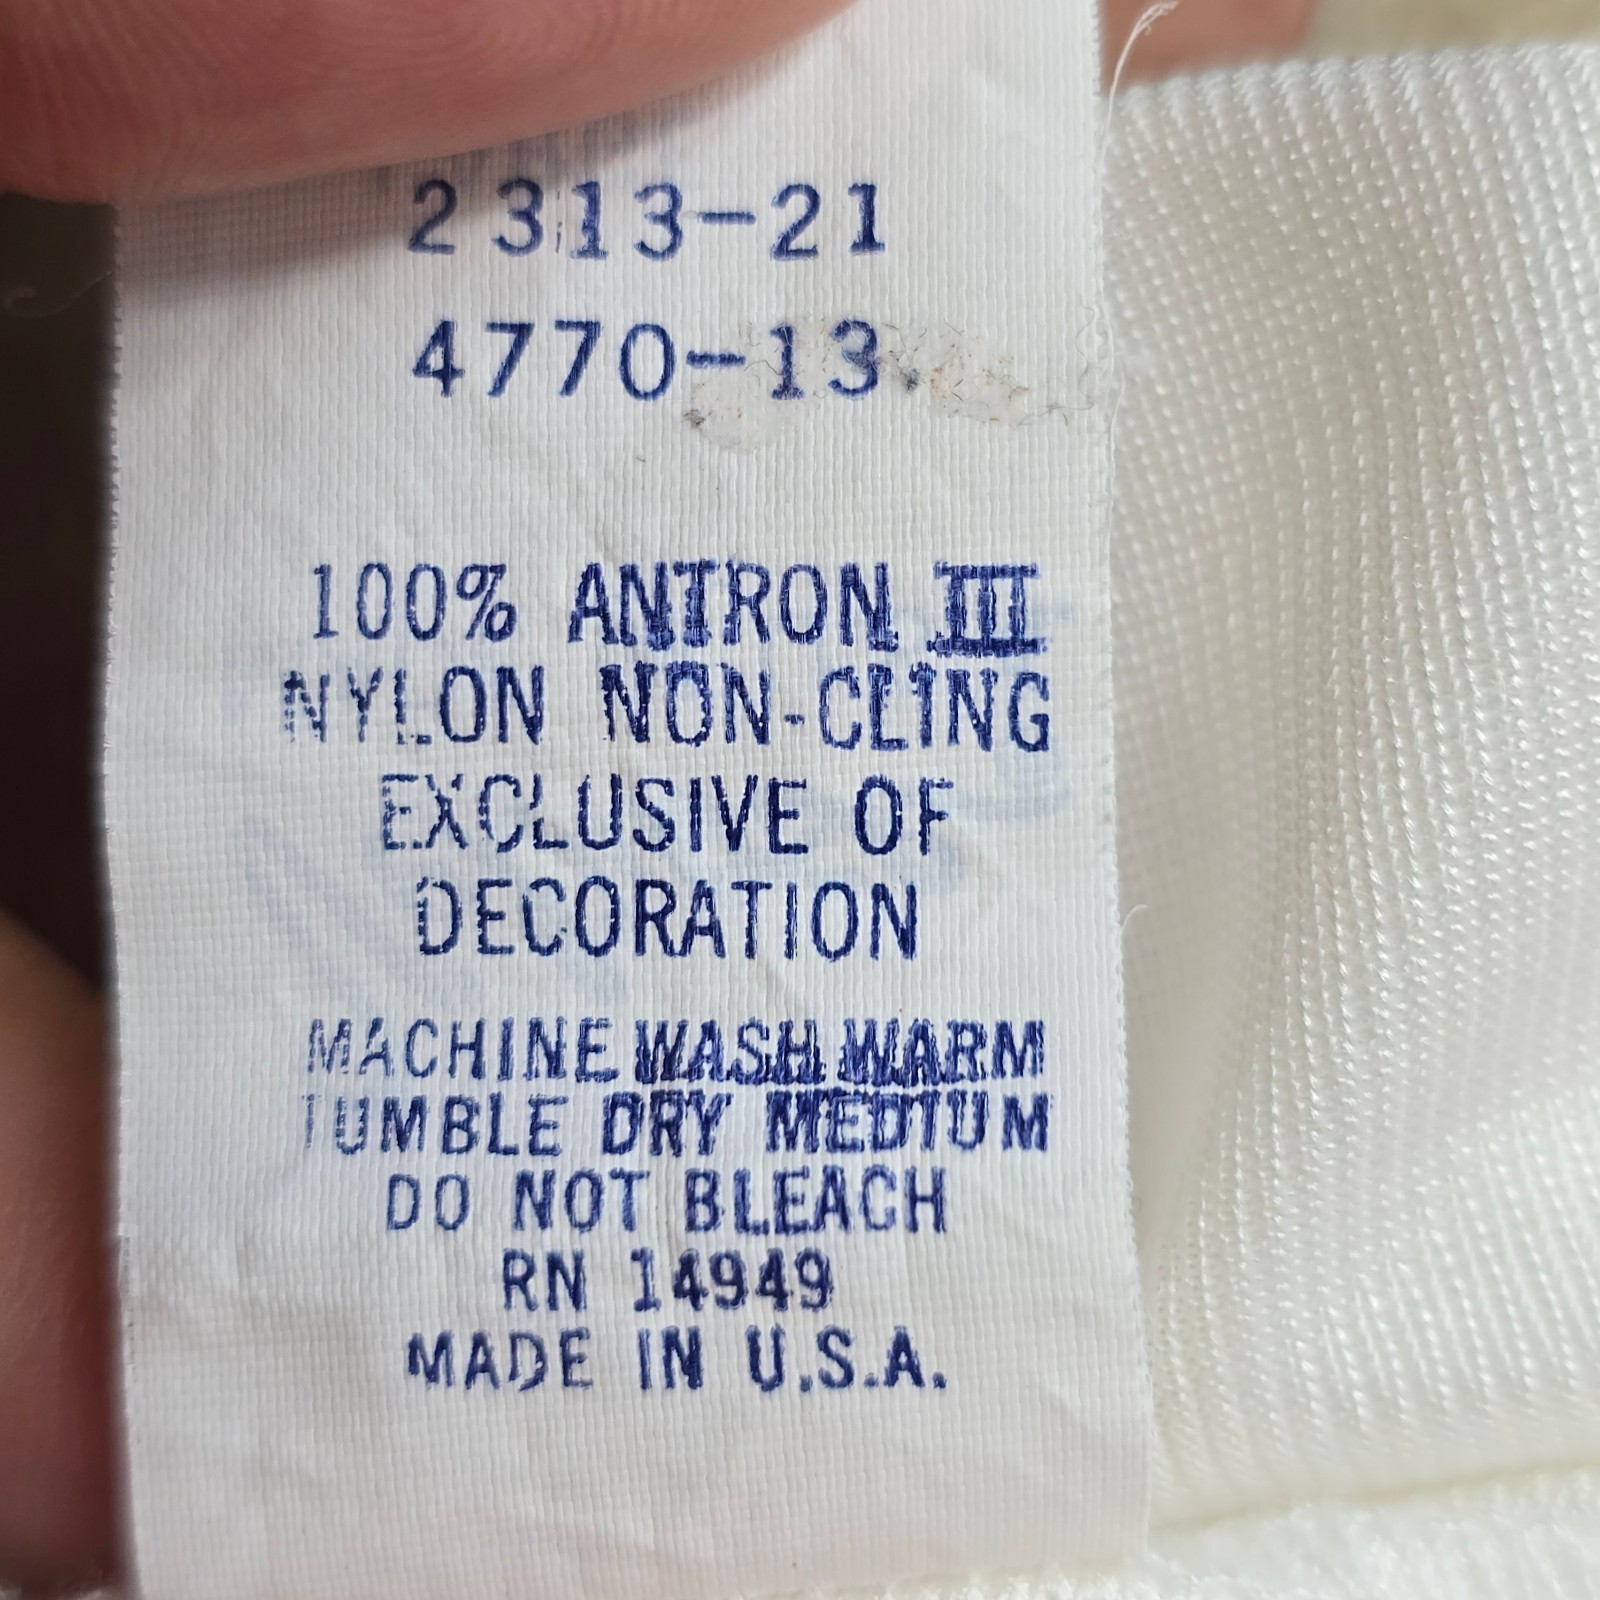 2313-21
4770-13
100% ANTRON III
NYLON NON-CLING
EXCLUSIVE OF
DECORATION
MACHINE WASH WARM
TUMBLE DRY MEDIUM
DO NOT BLEACH
RN 14949
MADE IN U.S.A.